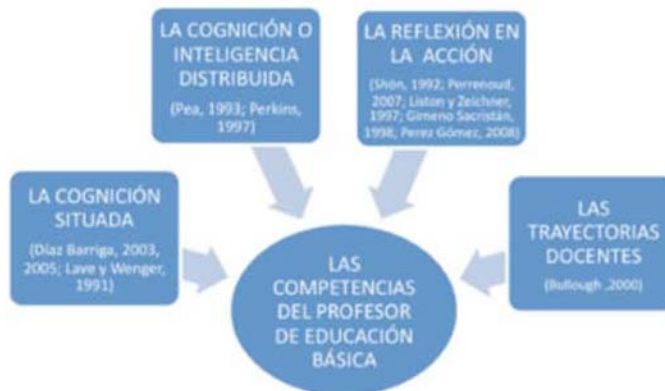 LA COGNICIÓN O
INTELIGENCIA
DISTRIBUIDA
(Pea, 1993; Perkins,
1997)
LA REFLEXIÓN EN
LA ACCIÓN
(Shön, 1992; Perrenoud,
2007; Liston y Zeichner,
1997; Gimeno Sacristán,
1998; Perez Gómez, 2008)
LA COGNICIÓN
SITUADA
(Díaz Barriga, 2003,
2005; Lave y Wenger,
1991)
LAS
TRAYECTORIAS
DOCENTES
(Bullough ,2000)
LAS
COMPETENCIAS
DEL PROFESOR
DE EDUCACIÓN
BÁSICA